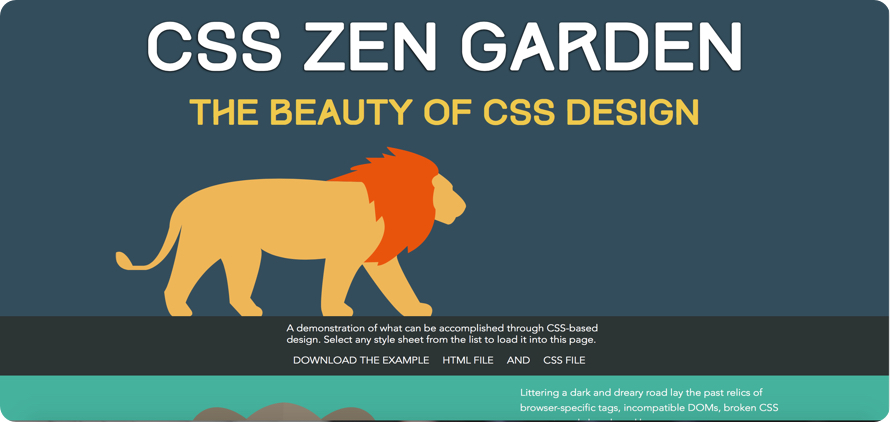 CSS ZEN GARDEN
THE BEAUTY OF CSS DESIGN
A demonstration of what can be accomplished through CSS-based
design. Select any style sheet from the list to load it into this page.
DOWNLOAD THE EXAMPLE HTML FILE AND CSS FILE
Littering a dark and dreary road lay the past relics of
browser-specific tags, incompatible DOMs, broken CSS